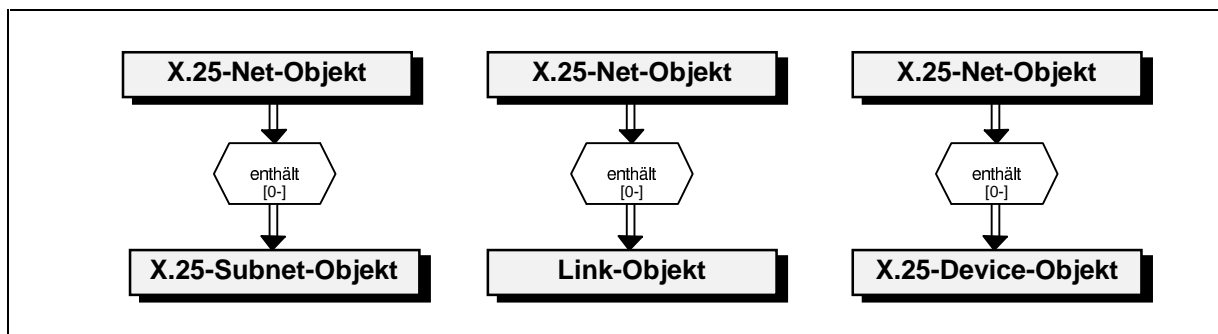 X.25-Net-Objekt
X.25-Net-Objekt
X.25-Net-Objekt
enthält
[0-]
enthält
[0-]
enthält
[0-]
X.25-Subnet-Objekt
Link-Objekt
X.25-Device-Objekt